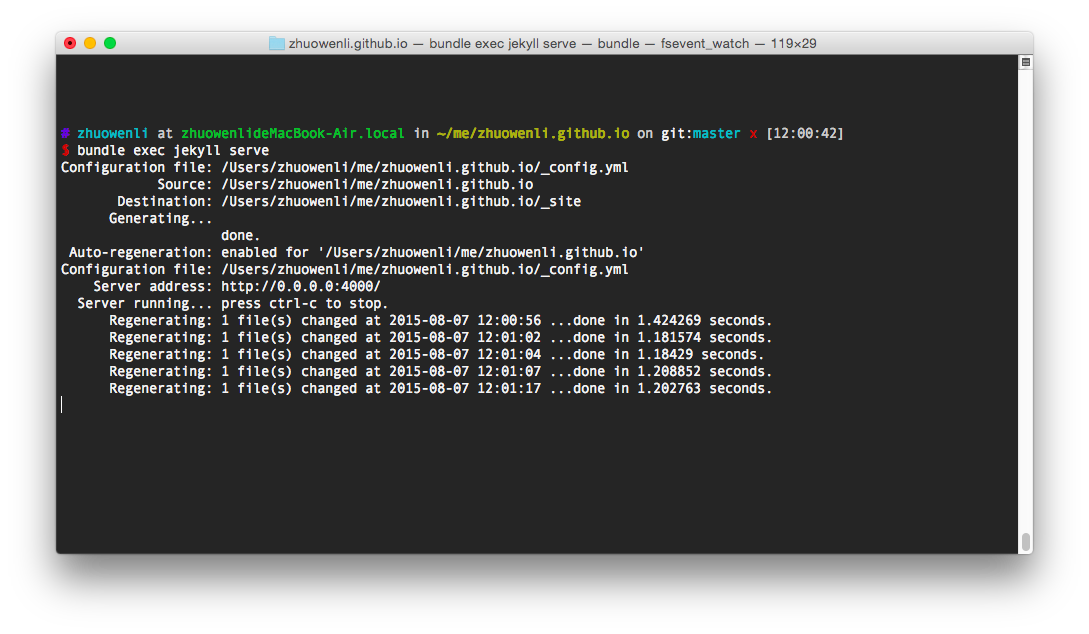 zhuowenli.github.io — bundle exec jekyll serve — bundle — fsevent_watch — 119×29
# zhuowenli at zhuowenlideMacBook-Air.local in ~/me/zhuowenli.github.io on git:master x [12:00:42]
$ bundle exec jekyll serve
Configuration file: /Users/zhuowenli/me/zhuowenli.github.io/_config.yml
Source: /Users/zhuowenli/me/zhuowenli.github.io
Destination: /Users/zhuowenli/me/zhuowenli.github.io/_site
Generating...
done.
Auto-regeneration: enabled for '/Users/zhuowenli/me/zhuowenli.github.io'
Configuration file: /Users/zhuowenli/me/zhuowenli.github.io/_config.yml
Server address: http://0.0.0.0:4000/
Server running... press ctrl-c to stop.
Regenerating: 1 file(s) changed at 2015-08-07 12:00:56 ...done in 1.424269 seconds.
Regenerating: 1 file(s) changed at 2015-08-07 12:01:02 ...done in 1.181574 seconds.
Regenerating: 1 file(s) changed at 2015-08-07 12:01:04 ...done in 1.18429 seconds.
Regenerating: 1 file(s) changed at 2015-08-07 12:01:07 ...done in 1.208852 seconds.
Regenerating: 1 file(s) changed at 2015-08-07 12:01:17 ...done in 1.202763 seconds.